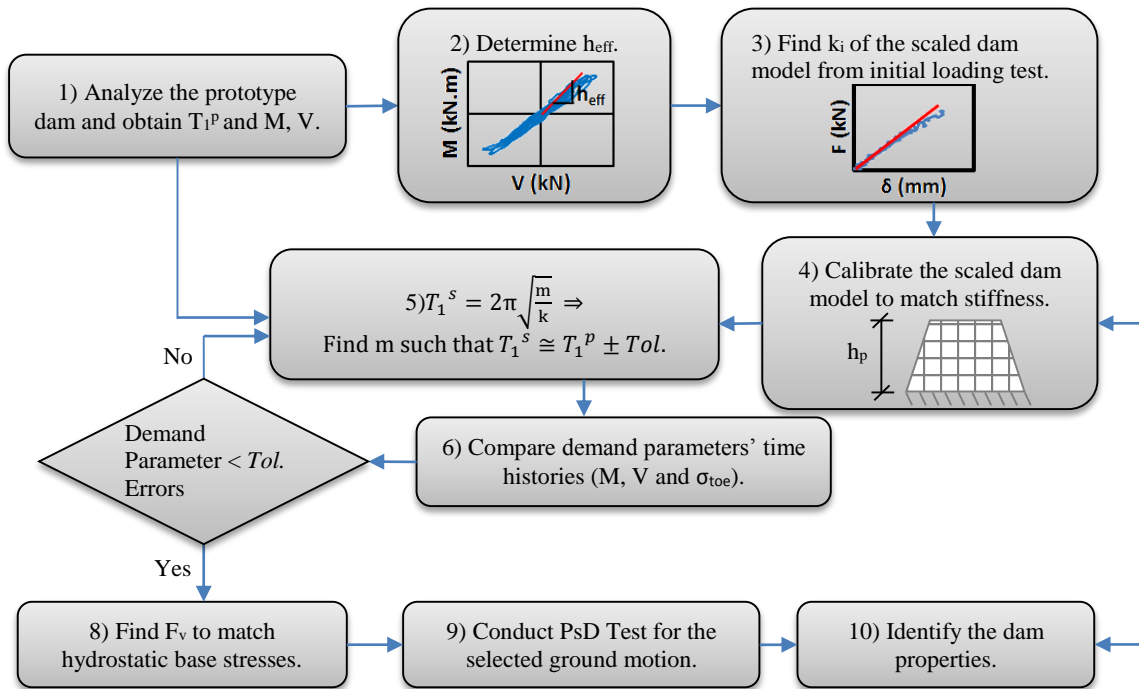 1) Analyze the prototype
dam and obtain T₁ᵖ and M, V.
2) Determine heff.
M (kN.m)
heff
V (kN)
3) Find ki of the scaled dam
model from initial loading test.
F (kN)
δ (mm)
4) Calibrate the scaled dam
model to match stiffness.
hp
5)T₁ˢ = 2π√(m/k) ⇒
Find m such that T₁ˢ ≅ T₁ᵖ ± Tol.
6) Compare demand parameters’ time
histories (M, V and σtoe).
No
Demand
Parameter < Tol.
Errors
Yes
8) Find Fv to match
hydrostatic base stresses.
9) Conduct PsD Test for the
selected ground motion.
10) Identify the dam
properties.